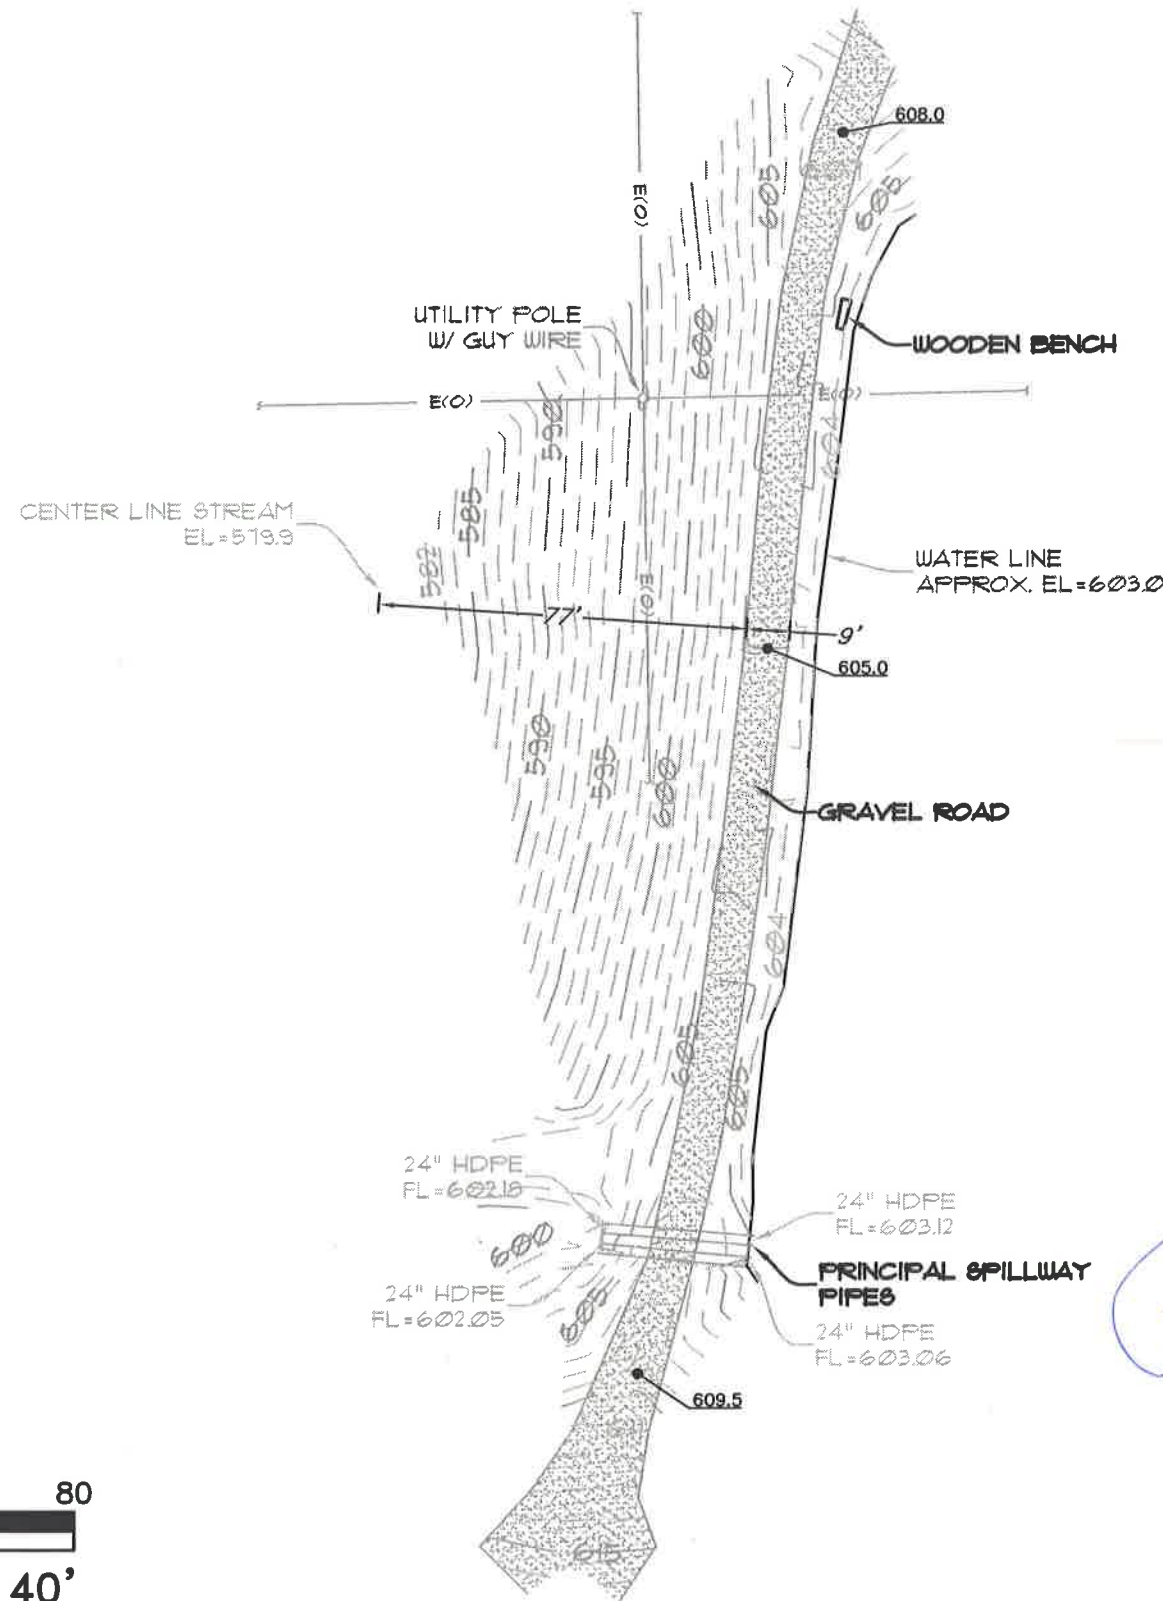 608.0
605
605
E(O)
UTILITY POLE
W/ GUY WIRE
600
WOODEN BENCH
E(O)
E(O)
590
604
585
CENTER LINE STREAM
EL=579.9
582
WATER LINE
APPROX. EL=603.0
E(O)
77'
9'
605.0
590
595
600
GRAVEL ROAD
604
605
605
24" HDPE
FL=602.18
24" HDPE
FL=603.12
600
PRINCIPAL SPILLWAY
PIPES
24" HDPE
FL=602.05
605
24" HDPE
FL=603.06
609.5
80
615
40'